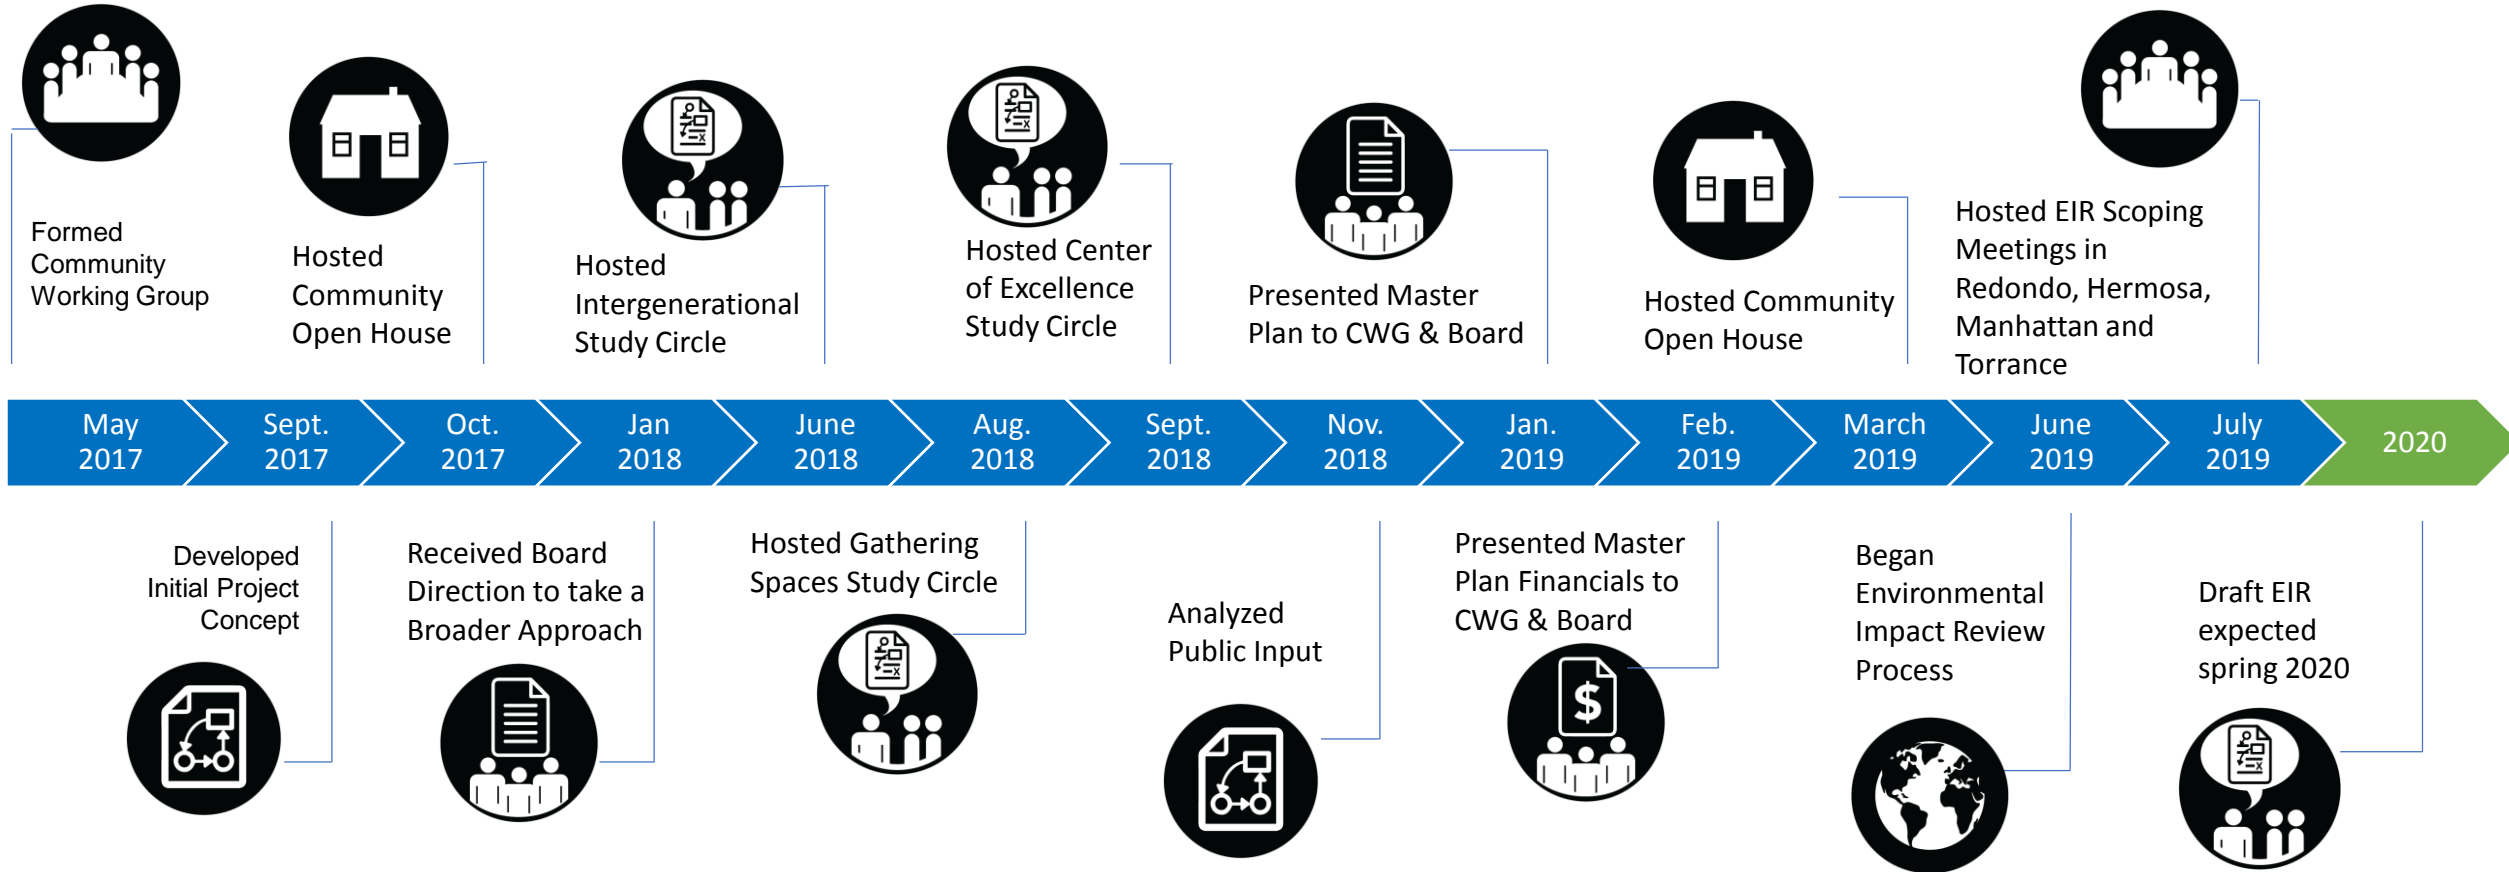 Formed
Community
Working Group
Hosted
Community
Open House
Hosted
Intergenerational
Study Circle
Hosted Center
of Excellence
Study Circle
Presented Master
Plan to CWG & Board
Hosted Community
Open House
Hosted EIR Scoping
Meetings in
Redondo, Hermosa,
Manhattan and
Torrance
May
2017
Sept.
2017
Oct.
2017
Jan
2018
June
2018
Aug.
2018
Sept.
2018
Nov.
2018
Jan.
2019
Feb.
2019
March
2019
June
2019
July
2019
2020
Developed
Initial Project
Concept
Received Board
Direction to take a
Broader Approach
Hosted Gathering
Spaces Study Circle
Analyzed
Public Input
Presented Master
Plan Financials to
CWG & Board
$
Began
Environmental
Impact Review
Process
Draft EIR
expected
spring 2020